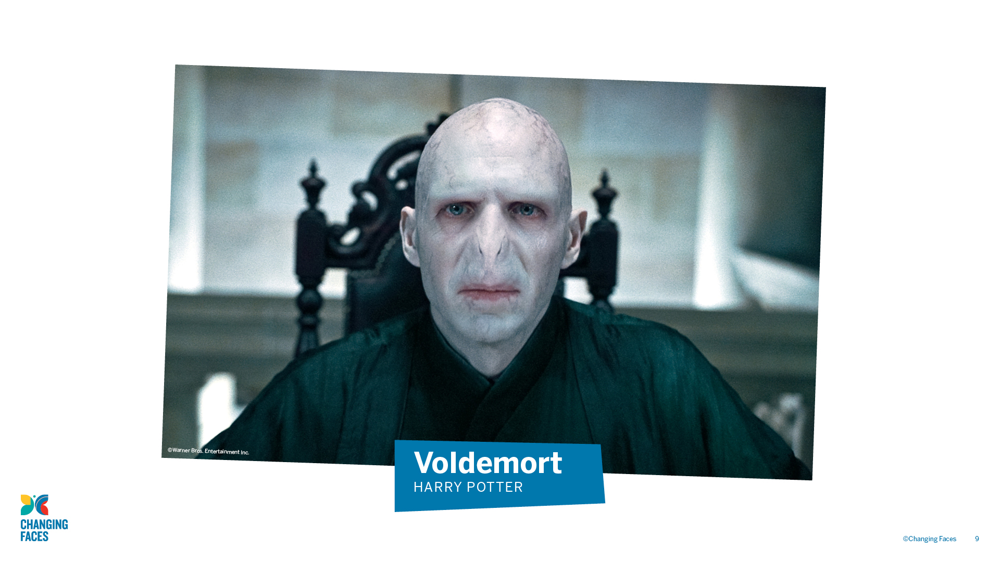 ©Warner Bros. Entertainment Inc.
Voldemort
HARRY POTTER
CHANGING
FACES
©Changing Faces 9